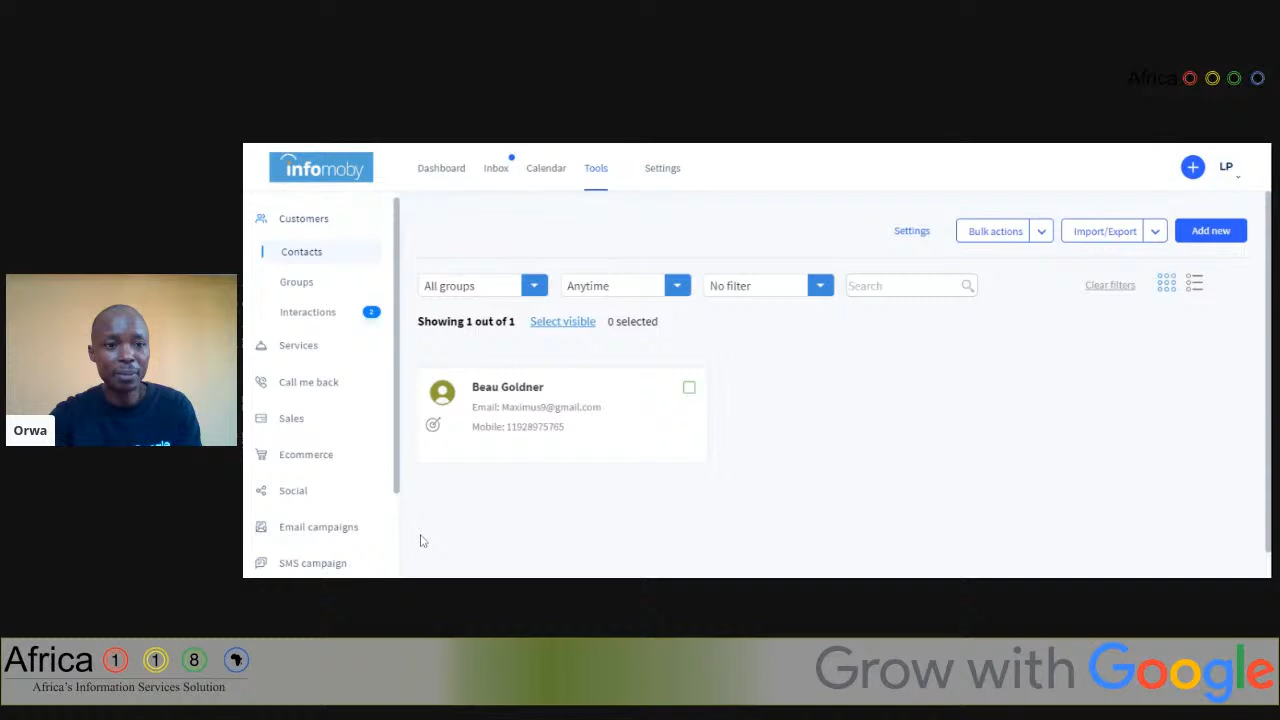 Africa
infomoby
Dashboard
Inbox
Calendar
Tools
Settings
LP
Customers
Contacts
Groups
Interactions 2
Services
Call me back
Sales
Ecommerce
Social
Email campaigns
SMS campaign
Settings
Bulk actions
Import/Export
Add new
All groups
Anytime
No filter
Search
Clear filters
Showing 1 out of 1 Select visible 0 selected
Beau Goldner
Email: Maximus9@gmail.com
Mobile: 11928975765
Orwa
Google
Africa 1 1 8
Africa's Information Services Solution
Grow with Google